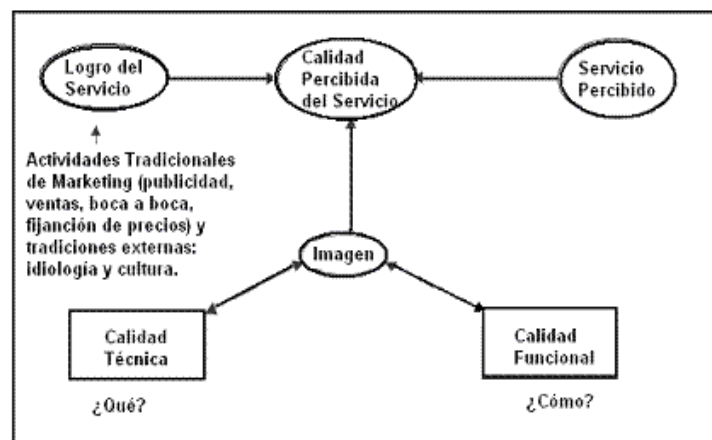 Logro del
Servicio
Calidad
Percibida
del Servicio
Servicio
Percibido
Actividades Tradicionales
de Marketing (publicidad,
ventas, boca a boca,
fijanción de precios) y
tradiciones externas:
idiología y cultura.
Imagen
Calidad
Técnica
Calidad
Funcional
¿Qué?
¿Cómo?